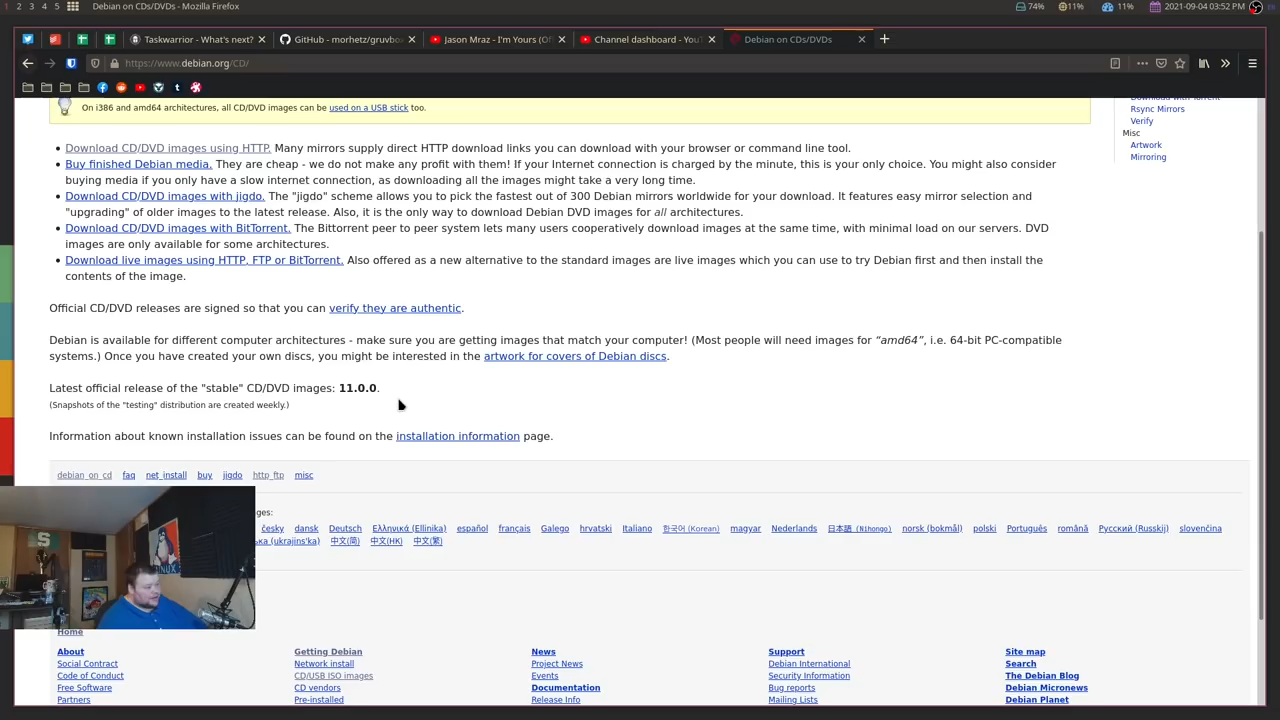 1 2 3 4 5 Debian on CDs/DVDs - Mozilla Firefox 74% 11% 11% 2021-09-04 03:52 PM
Taskwarrior - What's next? GitHub - morhetz/gruvbox Jason Mraz - I'm Yours (Of Channel dashboard - You Debian on CDs/DVDs
https://www.debian.org/CD/
On i386 and amd64 architectures, all CD/DVD images can be used on a USB stick too.
Download with Torrent
Rsync Mirrors
Verify
Misc
Artwork
Mirroring
Download CD/DVD images using HTTP. Many mirrors supply direct HTTP download links you can download with your browser or command line tool.
Buy finished Debian media. They are cheap - we do not make any profit with them! If your Internet connection is charged by the minute, this is your only choice. You might also consider
buying media if you only have a slow internet connection, as downloading all the images might take a very long time.
Download CD/DVD images with jigdo. The "jigdo" scheme allows you to pick the fastest out of 300 Debian mirrors worldwide for your download. It features easy mirror selection and
"upgrading" of older images to the latest release. Also, it is the only way to download Debian DVD images for all architectures.
Download CD/DVD images with BitTorrent. The Bittorrent peer to peer system lets many users cooperatively download images at the same time, with minimal load on our servers. DVD
images are only available for some architectures.
Download live images using HTTP, FTP or BitTorrent. Also offered as a new alternative to the standard images are live images which you can use to try Debian first and then install the
contents of the image.
Official CD/DVD releases are signed so that you can verify they are authentic.
Debian is available for different computer architectures - make sure you are getting images that match your computer! (Most people will need images for “amd64”, i.e. 64-bit PC-compatible
systems.) Once you have created your own discs, you might be interested in the artwork for covers of Debian discs.
Latest official release of the "stable" CD/DVD images: 11.0.0.
(Snapshots of the "testing" distribution are created weekly.)
Information about known installation issues can be found on the installation information page.
debian_on_cd faq net_install buy jigdo http_ftp misc
ges:
česky dansk Deutsch Ελληνικά (Ellinika) español français Galego hrvatski Italiano 한국어 (Korean) magyar Nederlands 日本語 (Nihongo) norsk (bokmål) polski Português română Русский (Russkij) slovenčina
ька (ukrajins'ka) 中文(简) 中文(HK) 中文(繁)
S
Home
About
Social Contract
Code of Conduct
Free Software
Partners
Getting Debian
Network install
CD/USB ISO images
CD vendors
Pre-installed
News
Project News
Events
Documentation
Release Info
Support
Debian International
Security Information
Bug reports
Mailing Lists
Site map
Search
The Debian Blog
Debian Micronews
Debian Planet